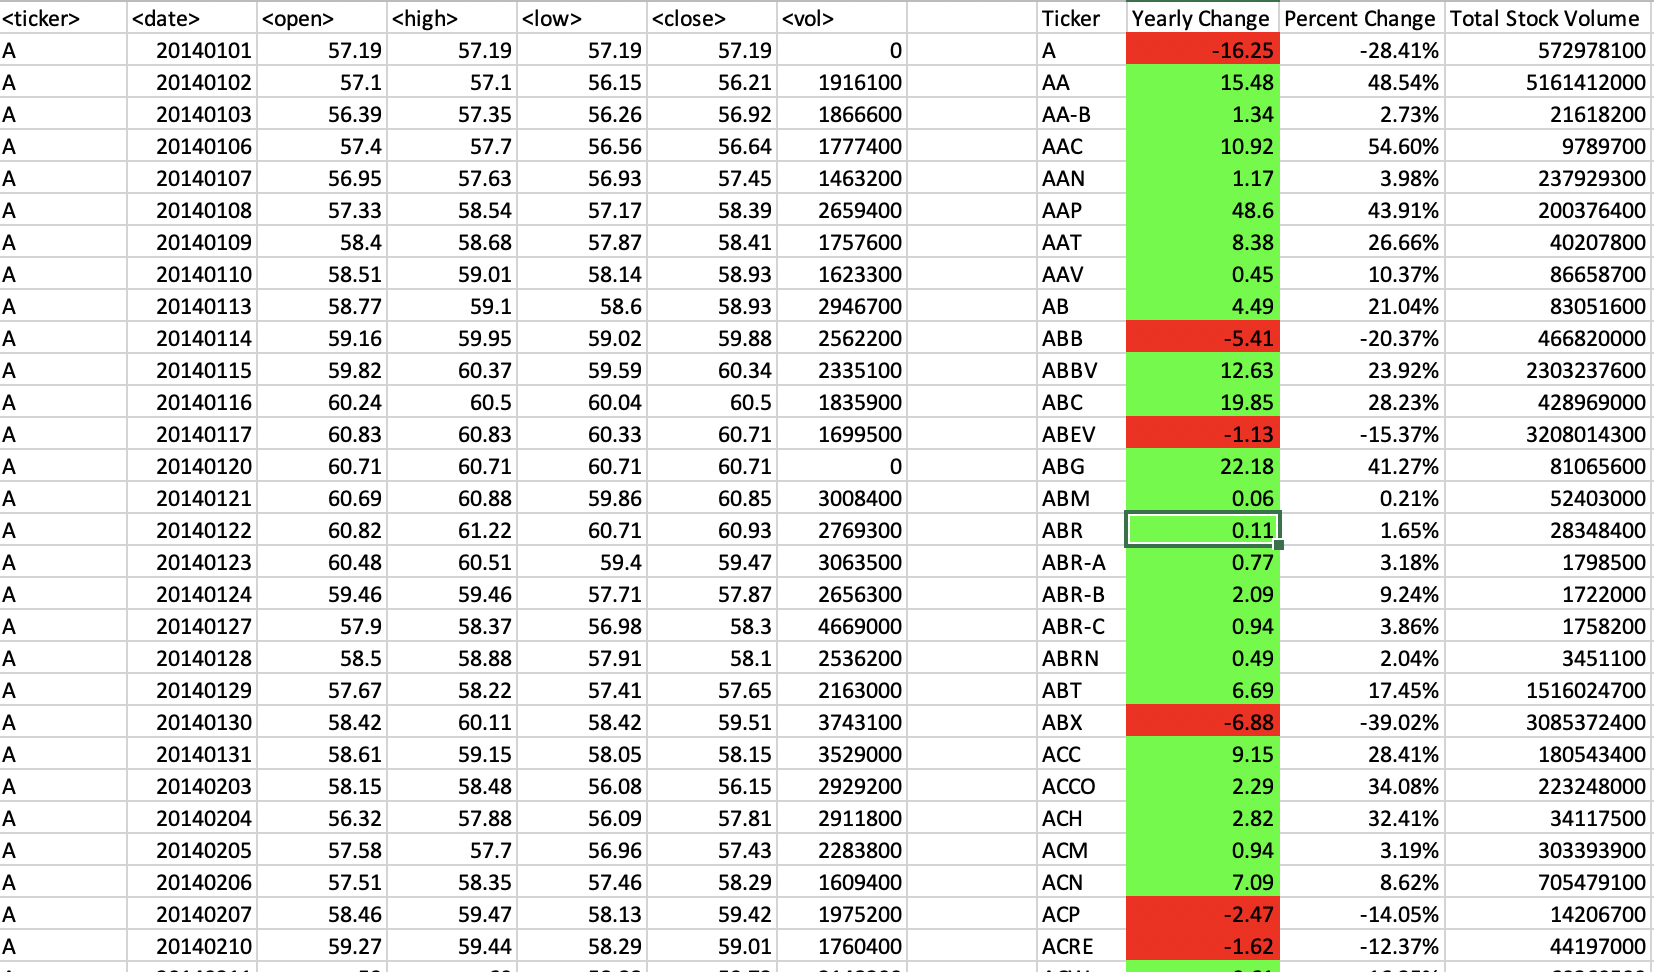 <ticker> <date> <open> <high> <low> <close> <vol> Ticker Yearly Change Percent Change Total Stock Volume
A 20140101 57.19 57.19 57.19 57.19 0 A -16.25 -28.41% 572978100
A 20140102 57.1 57.1 56.15 56.21 1916100 AA 15.48 48.54% 5161412000
A 20140103 56.39 57.35 56.26 56.92 1866600 AA-B 1.34 2.73% 21618200
A 20140106 57.4 57.7 56.56 56.64 1777400 AAC 10.92 54.60% 9789700
A 20140107 56.95 57.63 56.93 57.45 1463200 AAN 1.17 3.98% 237929300
A 20140108 57.33 58.54 57.17 58.39 2659400 AAP 48.6 43.91% 200376400
A 20140109 58.4 58.68 57.87 58.41 1757600 AAT 8.38 26.66% 40207800
A 20140110 58.51 59.01 58.14 58.93 1623300 AAV 0.45 10.37% 86658700
A 20140113 58.77 59.1 58.6 58.93 2946700 AB 4.49 21.04% 83051600
A 20140114 59.16 59.95 59.02 59.88 2562200 ABB -5.41 -20.37% 466820000
A 20140115 59.82 60.37 59.59 60.34 2335100 ABBV 12.63 23.92% 2303237600
A 20140116 60.24 60.5 60.04 60.5 1835900 ABC 19.85 28.23% 428969000
A 20140117 60.83 60.83 60.33 60.71 1699500 ABEV -1.13 -15.37% 3208014300
A 20140120 60.71 60.71 60.71 60.71 0 ABG 22.18 41.27% 81065600
A 20140121 60.69 60.88 59.86 60.85 3008400 ABM 0.06 0.21% 52403000
A 20140122 60.82 61.22 60.71 60.93 2769300 ABR 0.11 1.65% 28348400
A 20140123 60.48 60.51 59.4 59.47 3063500 ABR-A 0.77 3.18% 1798500
A 20140124 59.46 59.46 57.71 57.87 2656300 ABR-B 2.09 9.24% 1722000
A 20140127 57.9 58.37 56.98 58.3 4669000 ABR-C 0.94 3.86% 1758200
A 20140128 58.5 58.88 57.91 58.1 2536200 ABRN 0.49 2.04% 3451100
A 20140129 57.67 58.22 57.41 57.65 2163000 ABT 6.69 17.45% 1516024700
A 20140130 58.42 60.11 58.42 59.51 3743100 ABX -6.88 -39.02% 3085372400
A 20140131 58.61 59.15 58.05 58.15 3529000 ACC 9.15 28.41% 180543400
A 20140203 58.15 58.48 56.08 56.15 2929200 ACCO 2.29 34.08% 223248000
A 20140204 56.32 57.88 56.09 57.81 2911800 ACH 2.82 32.41% 34117500
A 20140205 57.58 57.7 56.96 57.43 2283800 ACM 0.94 3.19% 303393900
A 20140206 57.51 58.35 57.46 58.29 1609400 ACN 7.09 8.62% 705479100
A 20140207 58.46 59.47 58.13 59.42 1975200 ACP -2.47 -14.05% 14206700
A 20140210 59.27 59.44 58.29 59.01 1760400 ACRE -1.62 -12.37% 44197000